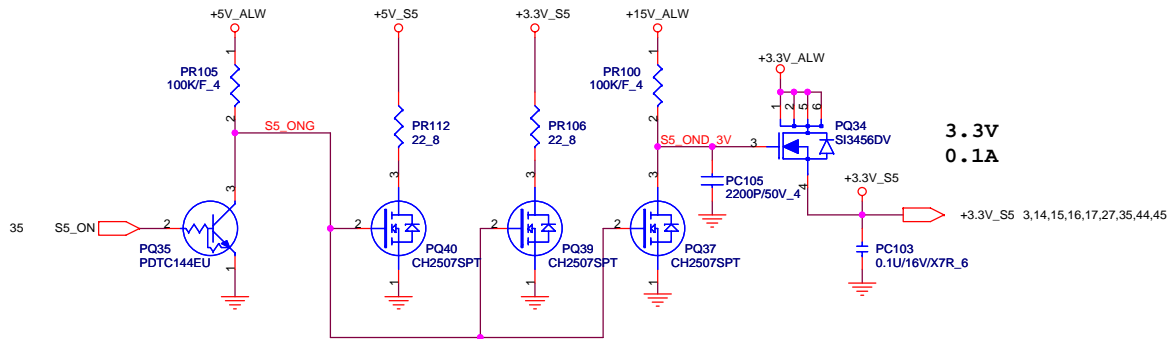 +5V_ALW
+5V_S5
+3.3V_S5
+15V_ALW
+3.3V_ALW
1
PR105
100K/F_4
2
S5_ONG
PR112
22_8
PR106
22_8
1
PR100
100K/F_4
2
1
2
5
6
PQ34
SI3456DV
3.3V
0.1A
S5_OND_3V
3
4
+3.3V_S5
PC105
2200P/50V_4
35
S5_ON
2
3
1
PQ35
PDTC144EU
2
3
1
PQ40
CH2507SPT
2
3
1
PQ39
CH2507SPT
2
3
1
PQ37
CH2507SPT
+3.3V_S5 3,14,15,16,17,27,35,44,45
PC103
0.1U/16V/X7R_6